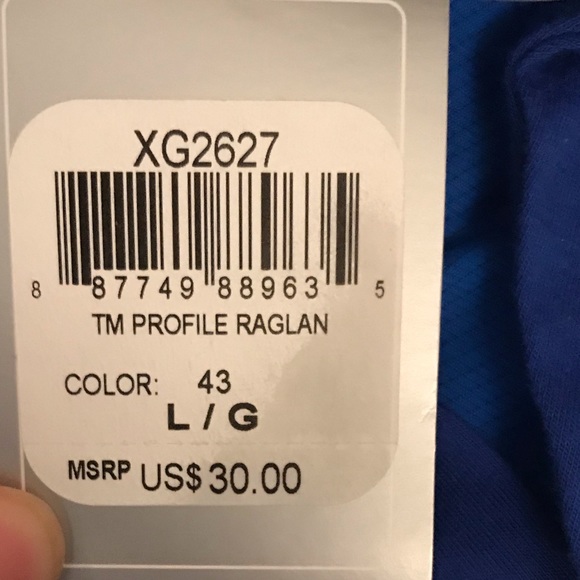 XG2627
8 87749 88963 5
TM PROFILE RAGLAN
COLOR: 43
L / G
MSRP US$ 30.00